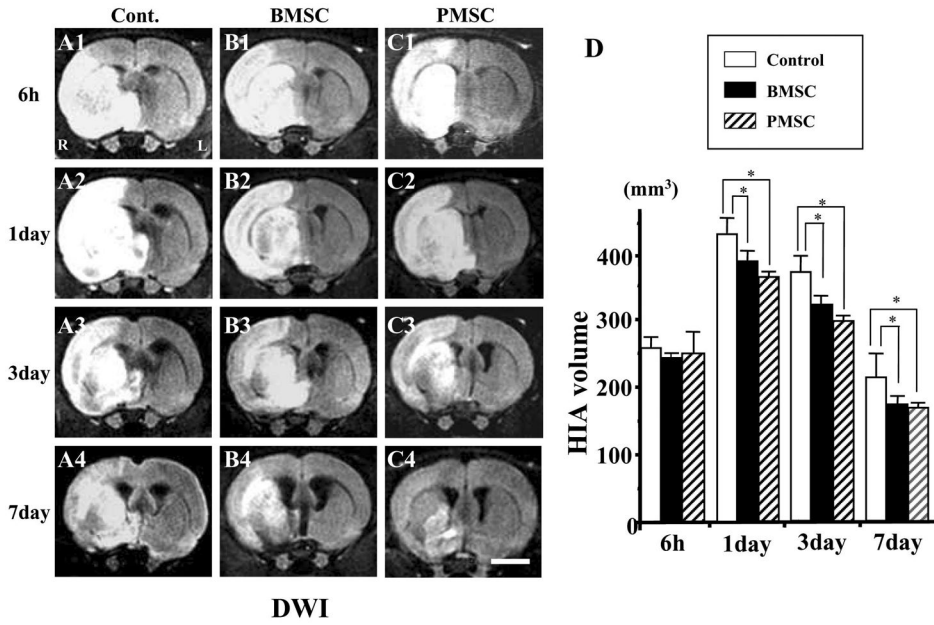 Cont. BMSC PMSC
A1 B1 C1
6h
R L
A2 B2 C2
1day
A3 B3 C3
3day
A4 B4 C4
7day
DWI
D
Control
BMSC
PMSC
(mm³)
HIA volume
400
300
200
100
0
* *
* *
* *
6h 1day 3day 7day